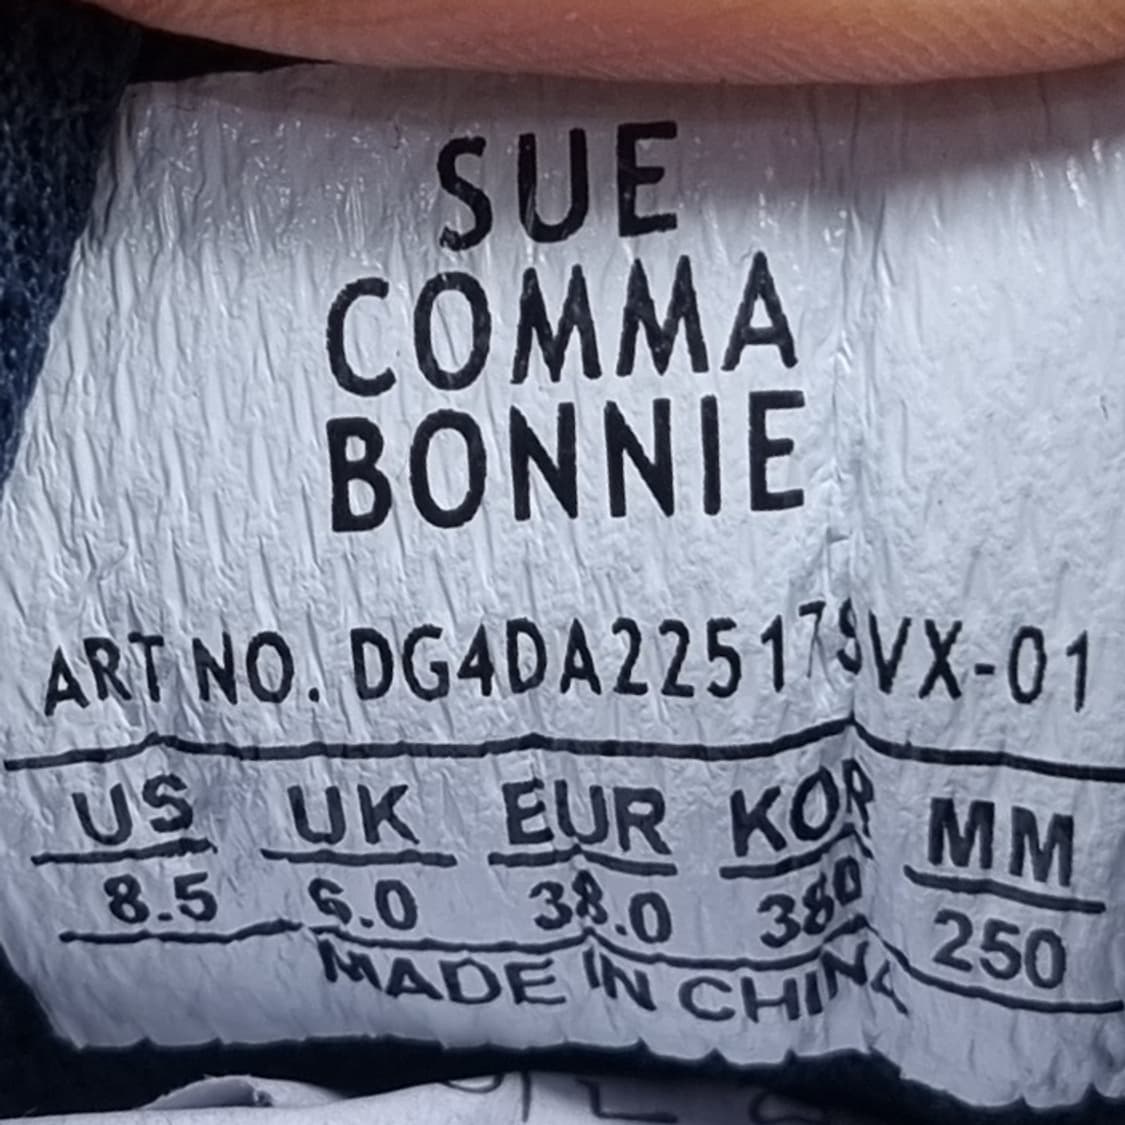 SUE
COMMA
BONNIE
ART NO. DG4DA22517SVX-01
US UK EUR KOR MM
8.5 6.0 38.0 380 250
MADE IN CHINA